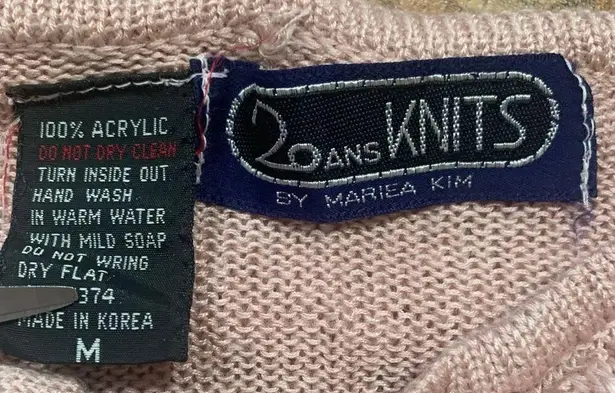 100% ACRYLIC
DO NOT DRY CLEAN
TURN INSIDE OUT
HAND WASH
IN WARM WATER
WITH MILD SOAP
DO NOT WRING
DRY FLAT
374
MADE IN KOREA
M
20 ANS KNITS
BY MARIEA KIM